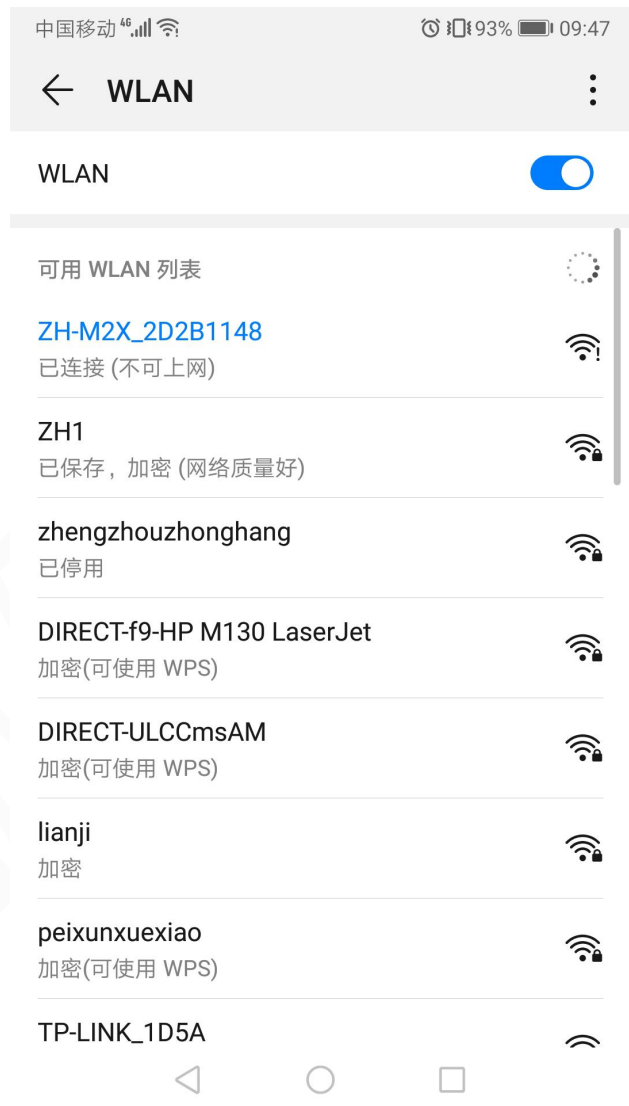 中国移动 4G 93% 09:47
WLAN
WLAN
可用 WLAN 列表
ZH-M2X_2D2B1148
已连接 (不可上网)
ZH1
已保存，加密 (网络质量好)
zhengzhouzhonghang
已停用
DIRECT-f9-HP M130 LaserJet
加密(可使用 WPS)
DIRECT-ULCCmsAM
加密(可使用 WPS)
lianji
加密
peixunxuexiao
加密(可使用 WPS)
TP-LINK_1D5A